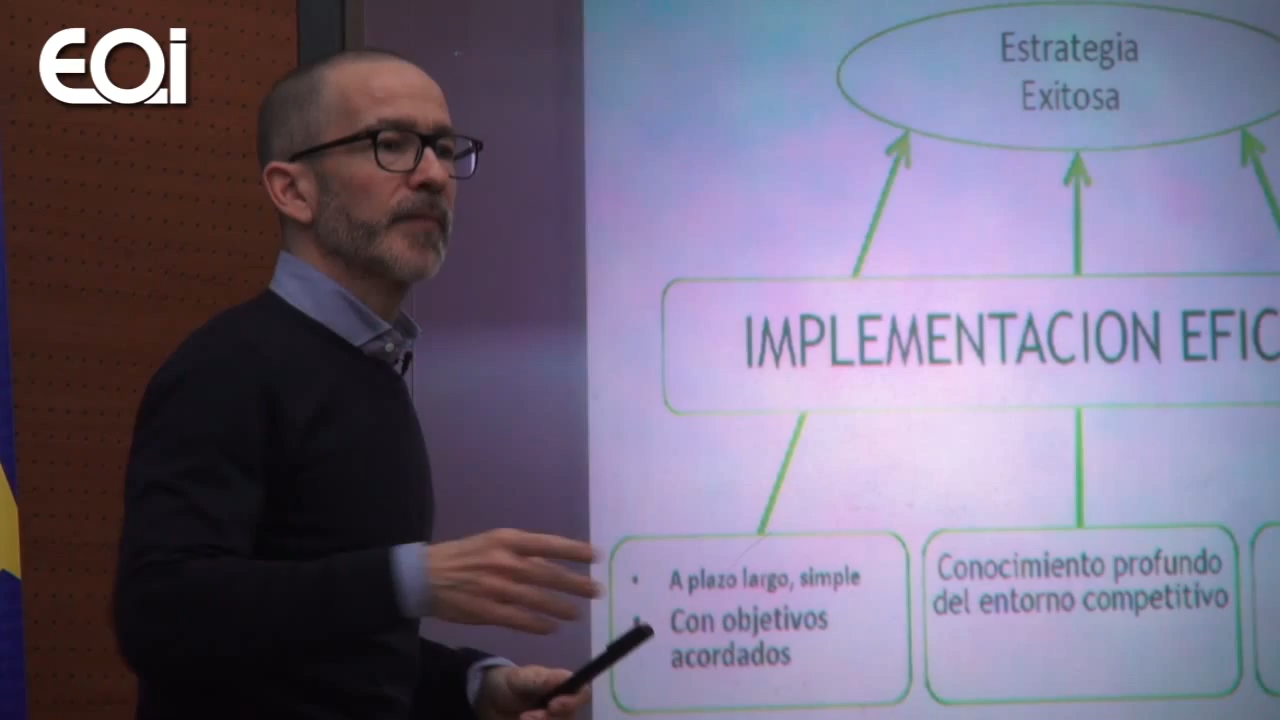 EOi
Estrategia
Exitosa
IMPLEMENTACION EFIC
• A plazo largo, simple
• Con objetivos
acordados
Conocimiento profundo
del entorno competitivo